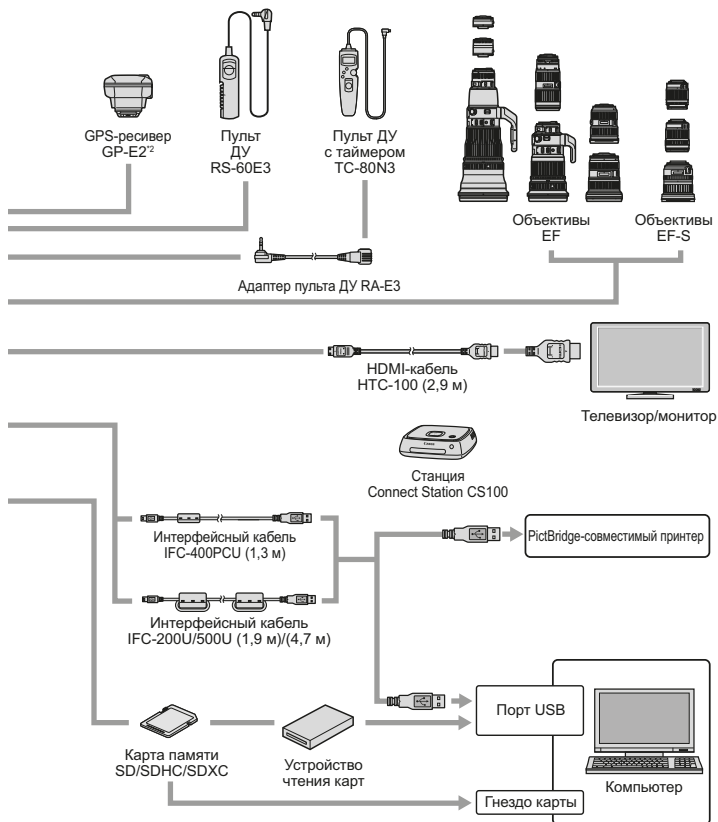 GPS-ресивер
GP-E2*2
Пульт
ДУ
RS-60E3
Пульт ДУ
с таймером
TC-80N3
Объективы
EF
Объективы
EF-S
Адаптер пульта ДУ RA-E3
HDMI-кабель
HTC-100 (2,9 м)
Телевизор/монитор
Станция
Connect Station CS100
Интерфейсный кабель
IFC-400PCU (1,3 м)
PictBridge-совместимый принтер
Интерфейсный кабель
IFC-200U/500U (1,9 м)/(4,7 м)
Порт USB
Карта памяти
SD/SDHC/SDXC
Устройство
чтения карт
Компьютер
Гнездо карты